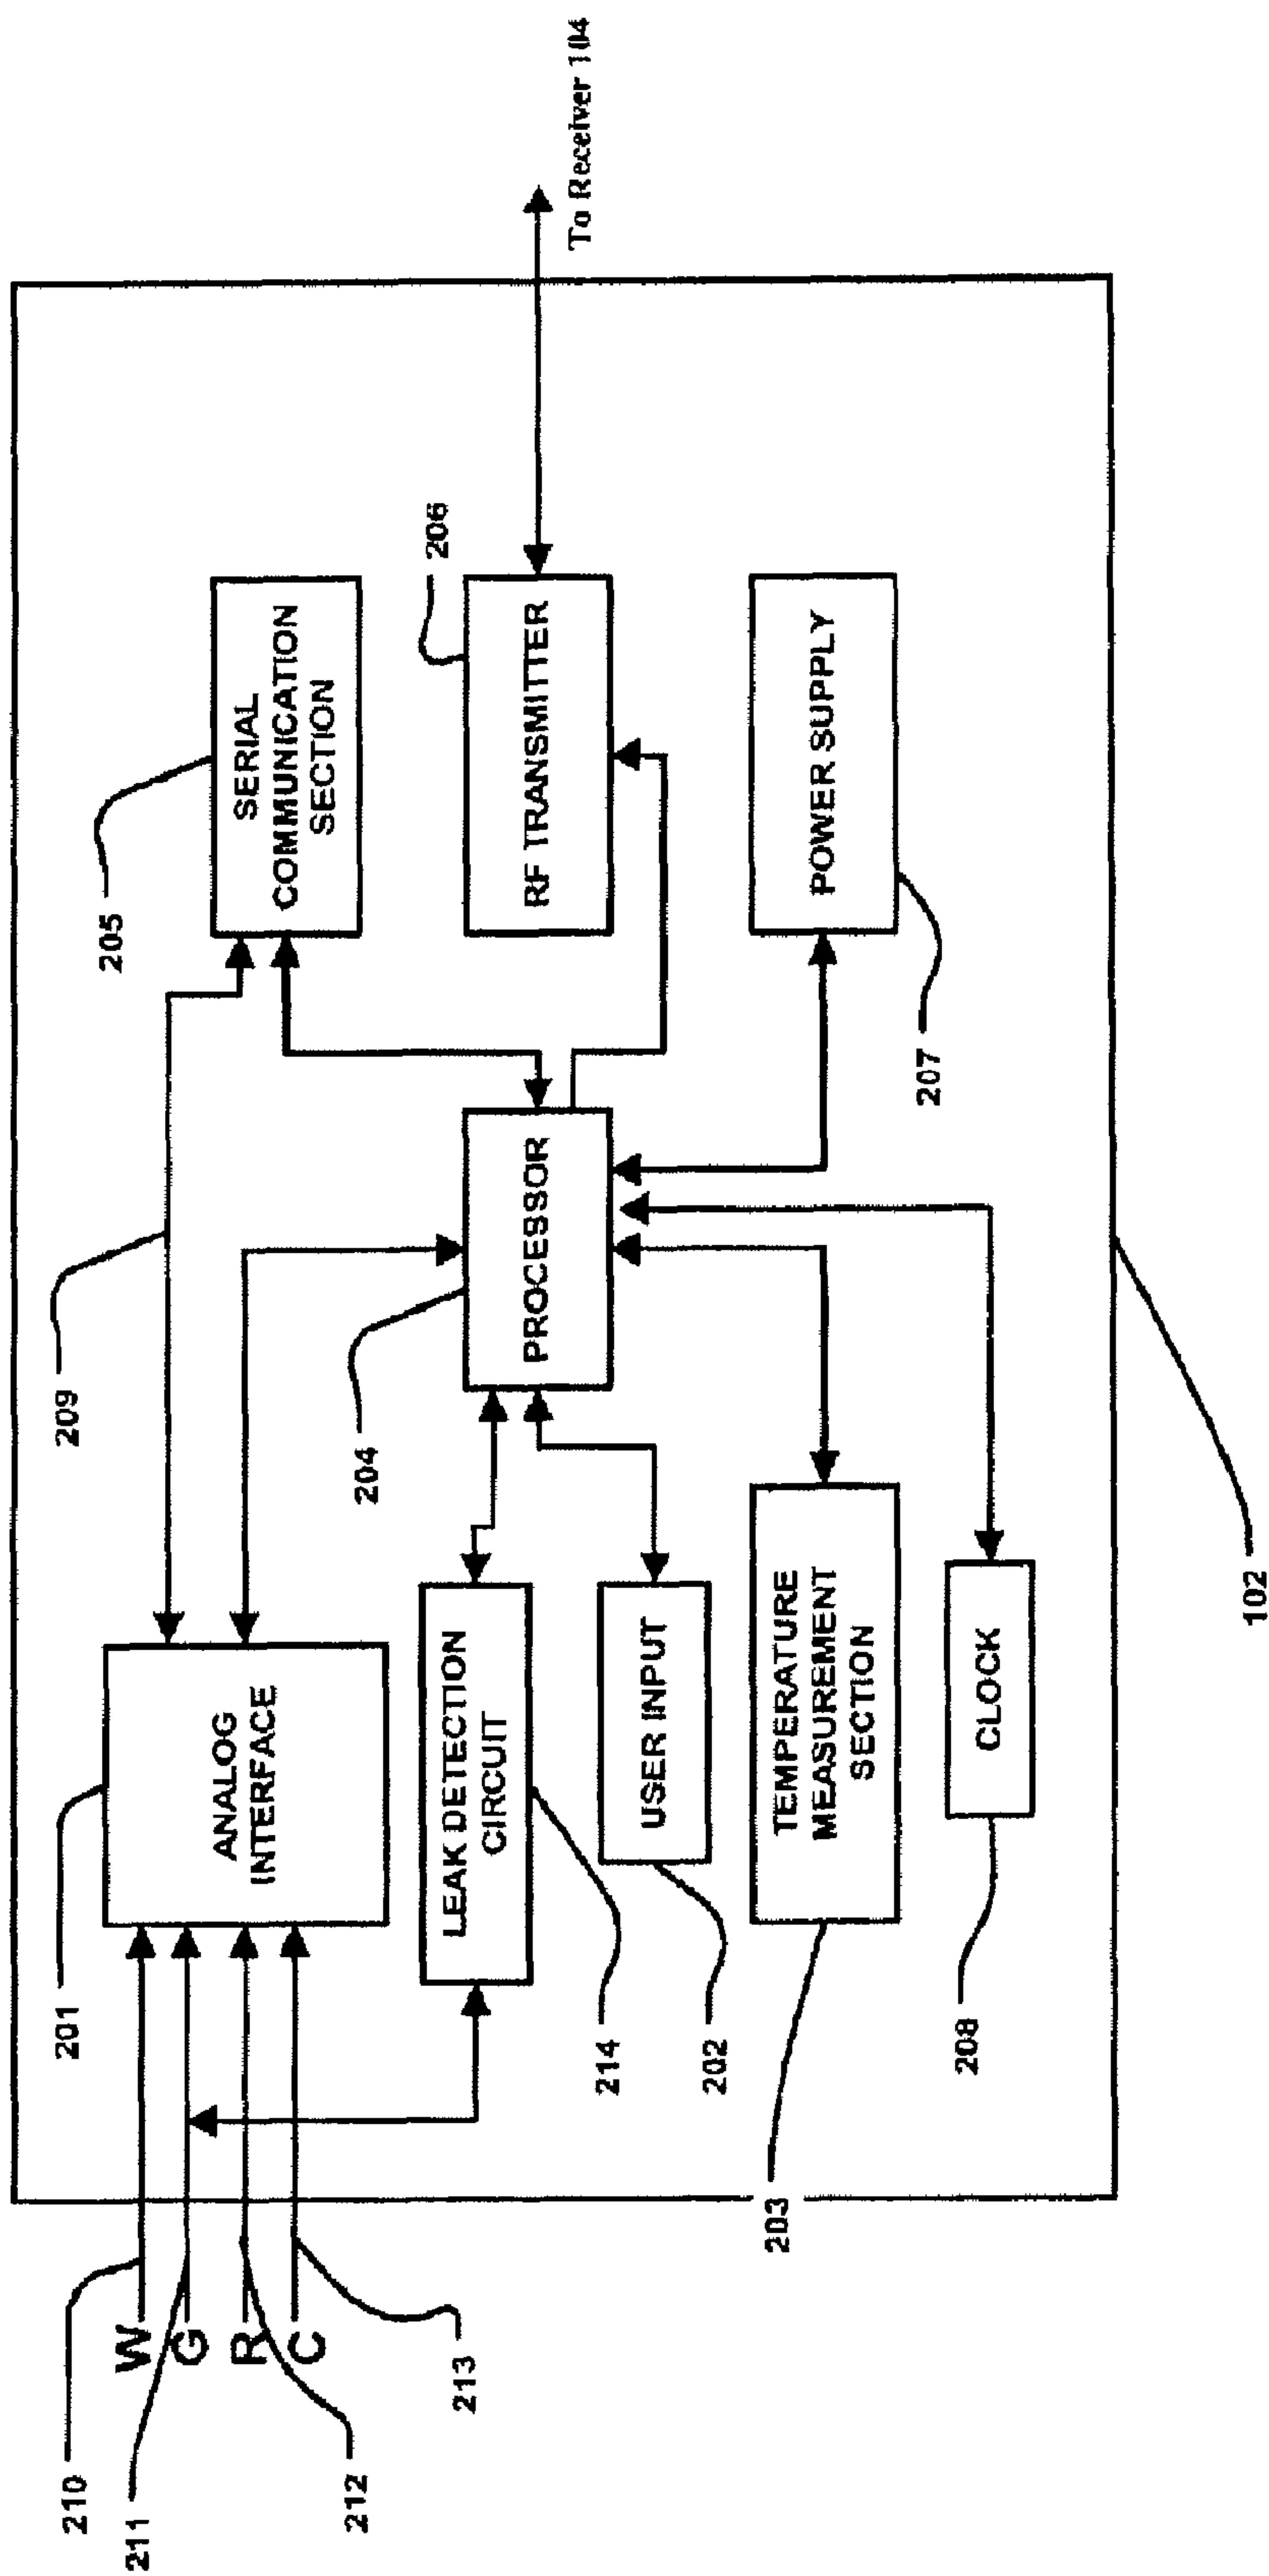 210
211
212
213
W
G
R
C
201
ANALOG
INTERFACE
209
205
SERIAL
COMMUNICATION
SECTION
204
PROCESSOR
206
RF TRANSMITTER
To Receiver 104
LEAK DETECTION
CIRCUIT
214
USER INPUT
202
TEMPERATURE
MEASUREMENT
SECTION
203
POWER SUPPLY
207
CLOCK
208
102